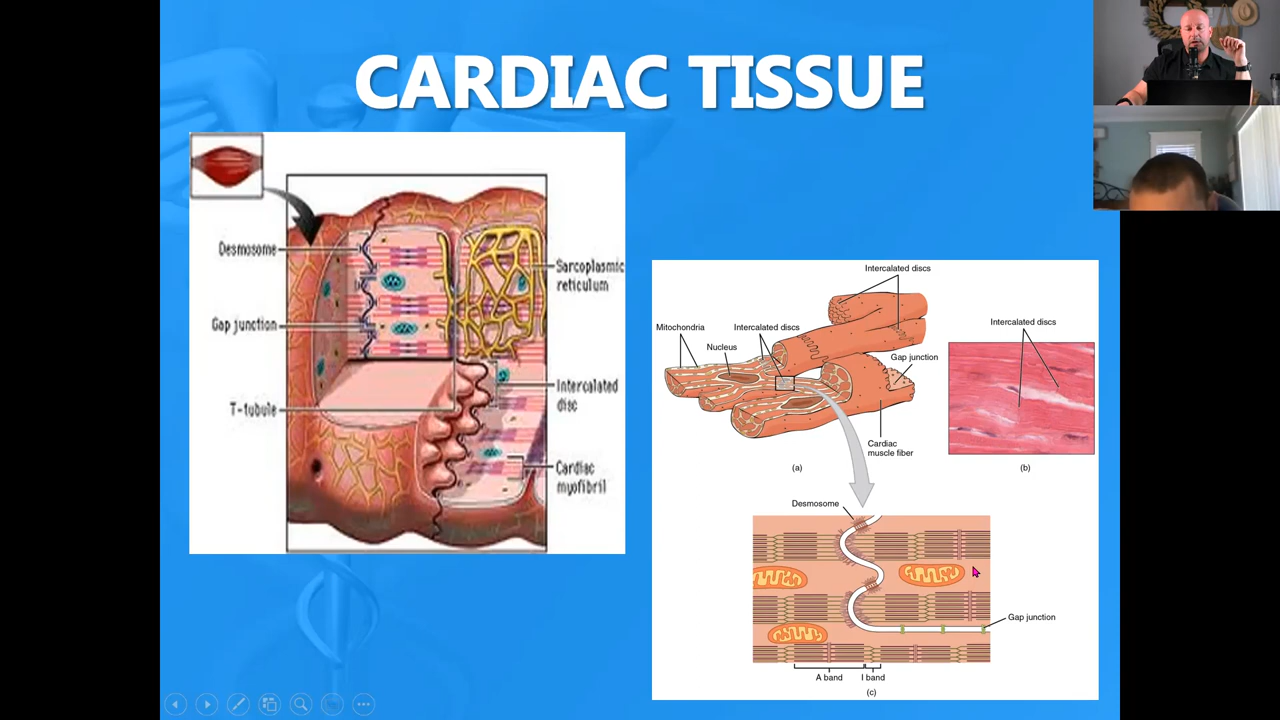 CARDIAC TISSUE
Desmosome
Gap junction
T-tubule
Sarcoplasmic
reticulum
Intercalated
disc
Cardiac
myofibril
Intercalated discs
Mitochondria
Intercalated discs
Nucleus
Gap junction
Cardiac
muscle fiber
(a)
Intercalated discs
(b)
Desmosome
Gap junction
A band
I band
(c)